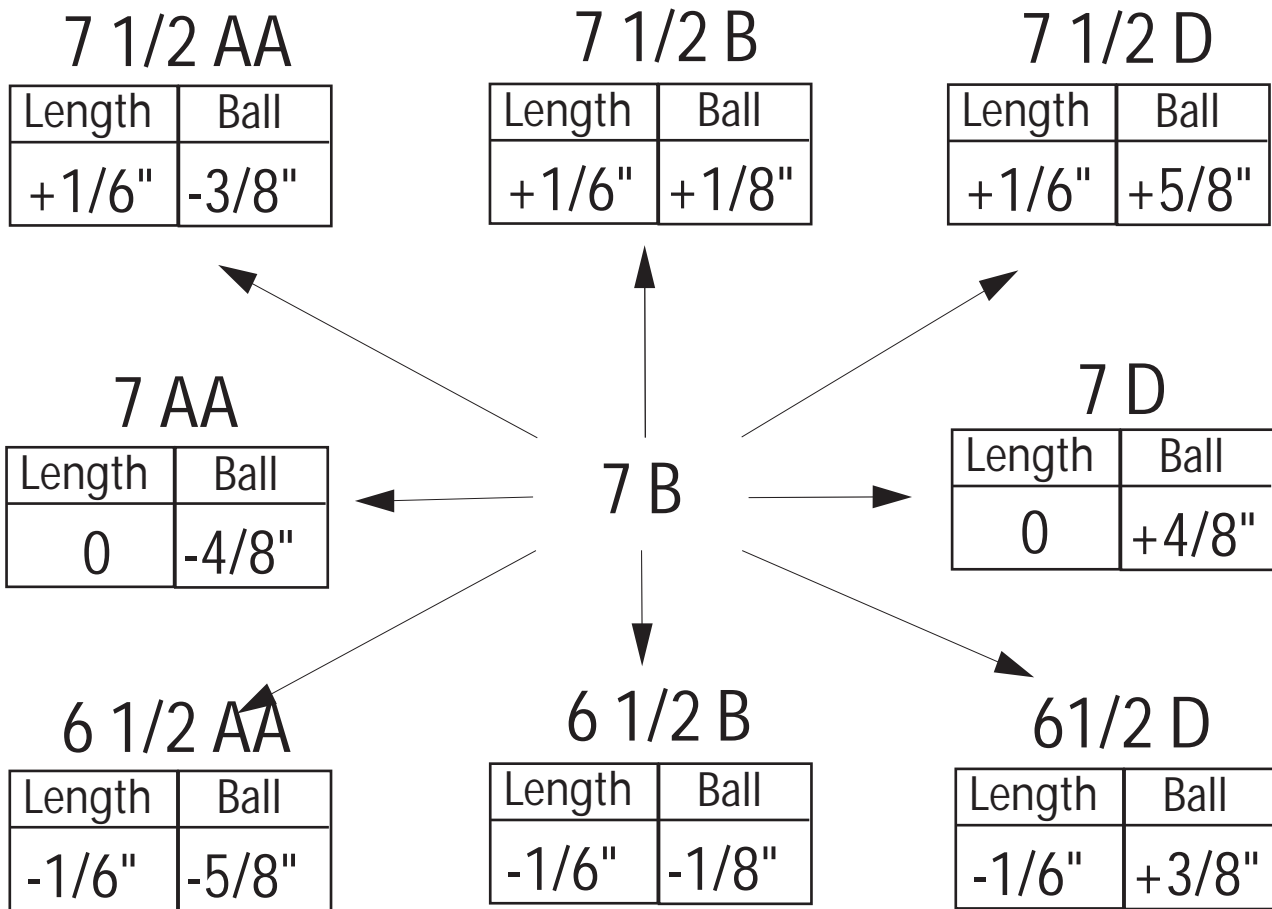 7 1/2 AA
Length Ball
+1/6" -3/8"
7 1/2 B
Length Ball
+1/6" +1/8"
7 1/2 D
Length Ball
+1/6" +5/8"
7 AA
Length Ball
0 -4/8"
7 B
7 D
Length Ball
0 +4/8"
6 1/2 AA
Length Ball
-1/6" -5/8"
6 1/2 B
Length Ball
-1/6" -1/8"
61/2 D
Length Ball
-1/6" +3/8"